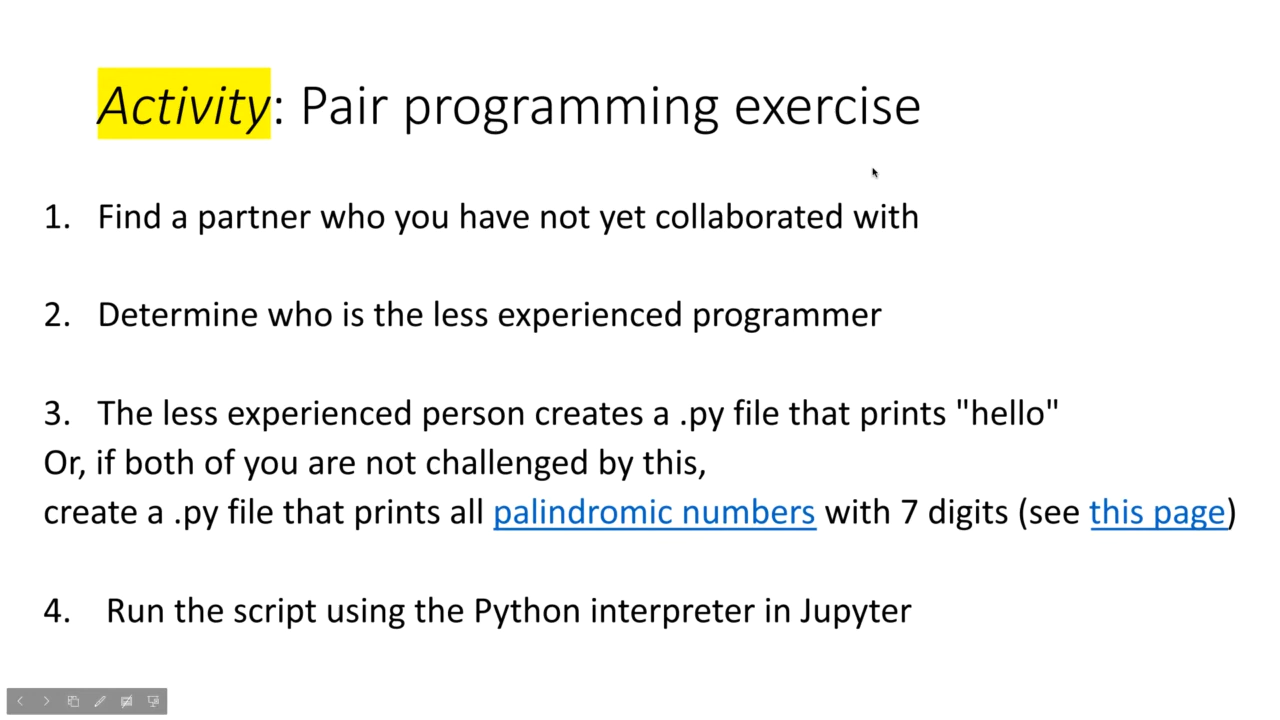 Activity: Pair programming exercise
1. Find a partner who you have not yet collaborated with
2. Determine who is the less experienced programmer
3. The less experienced person creates a .py file that prints "hello"
Or, if both of you are not challenged by this,
create a .py file that prints all palindromic numbers with 7 digits (see this page)
4. Run the script using the Python interpreter in Jupyter